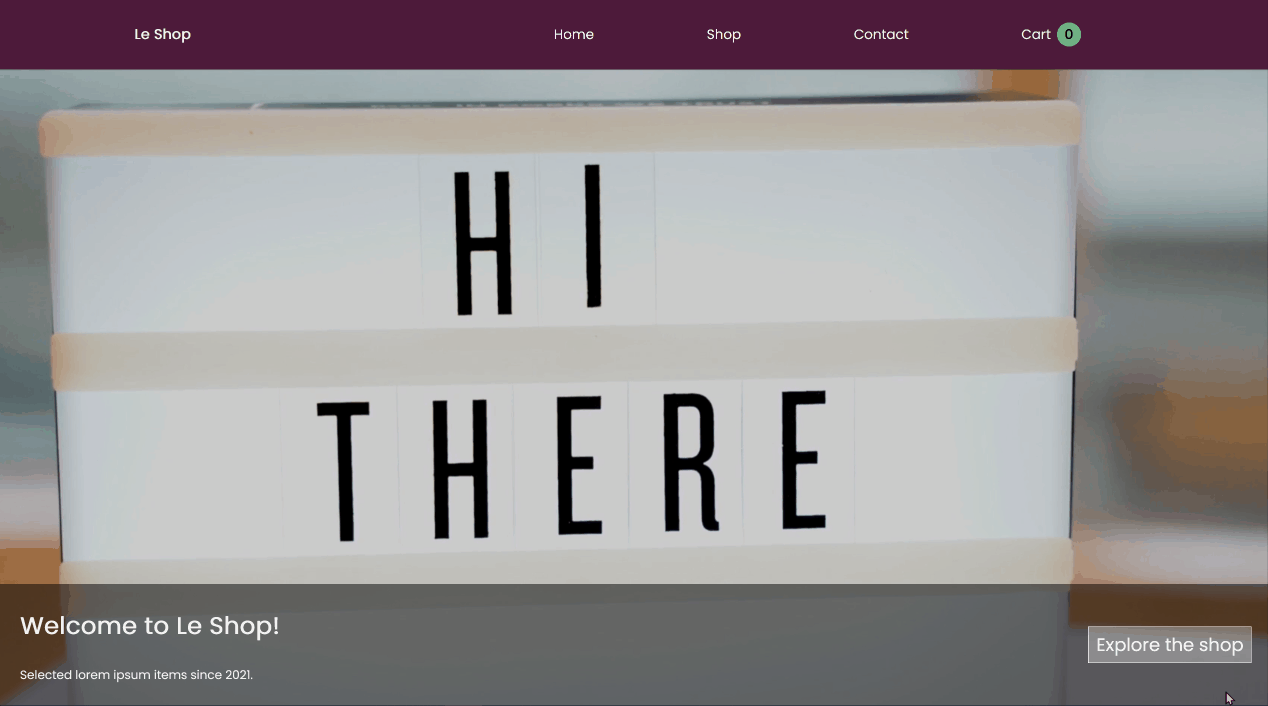 Le Shop Home Shop Contact Cart 0
HI
THERE
Welcome to Le Shop!
Explore the shop
Selected lorem ipsum items since 2021.